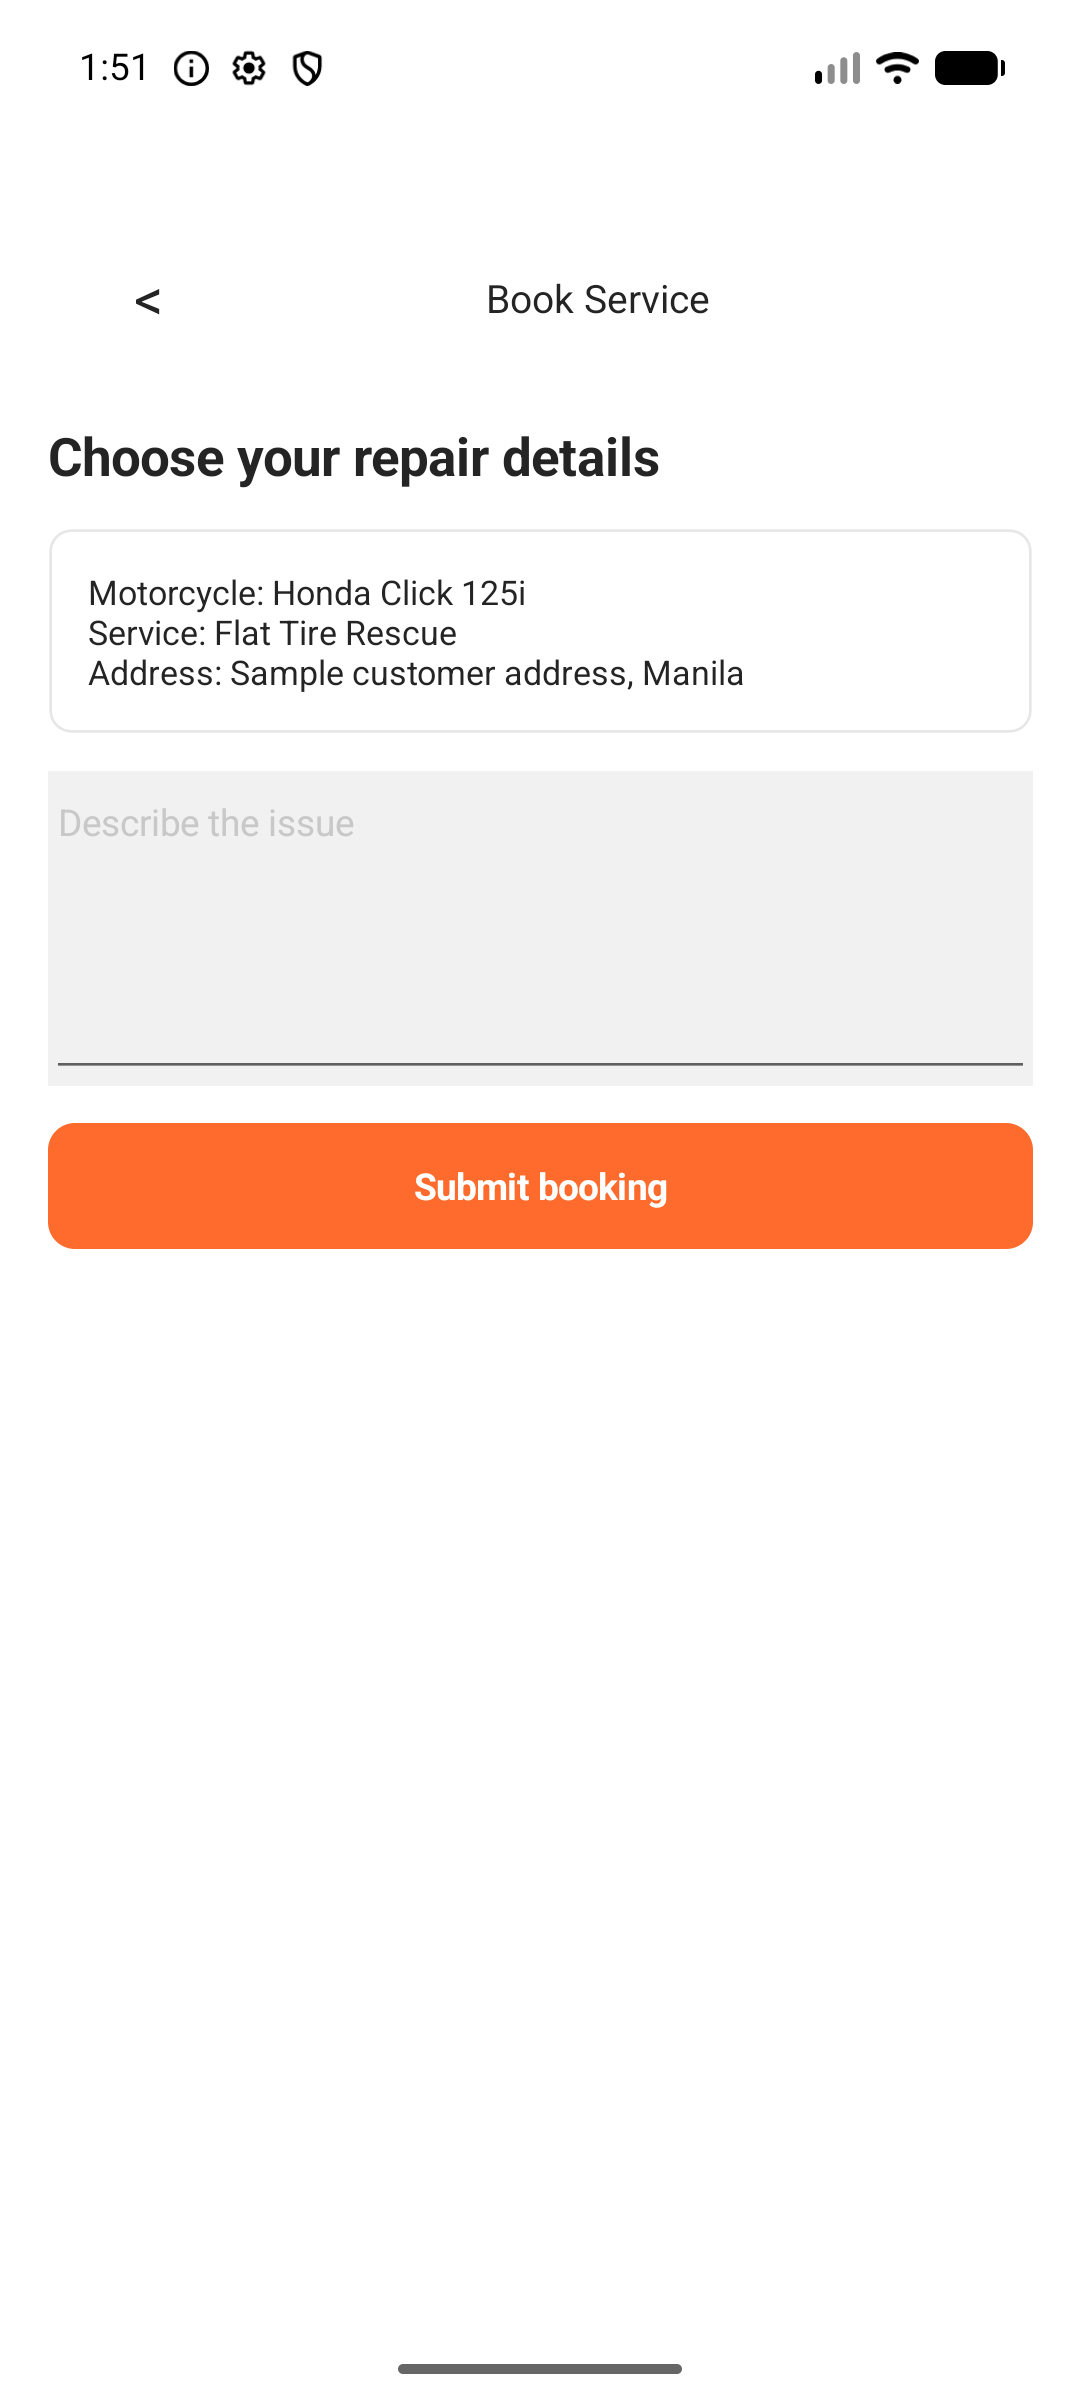 1:51
< Book Service
Choose your repair details
Motorcycle: Honda Click 125i
Service: Flat Tire Rescue
Address: Sample customer address, Manila
Describe the issue
Submit booking